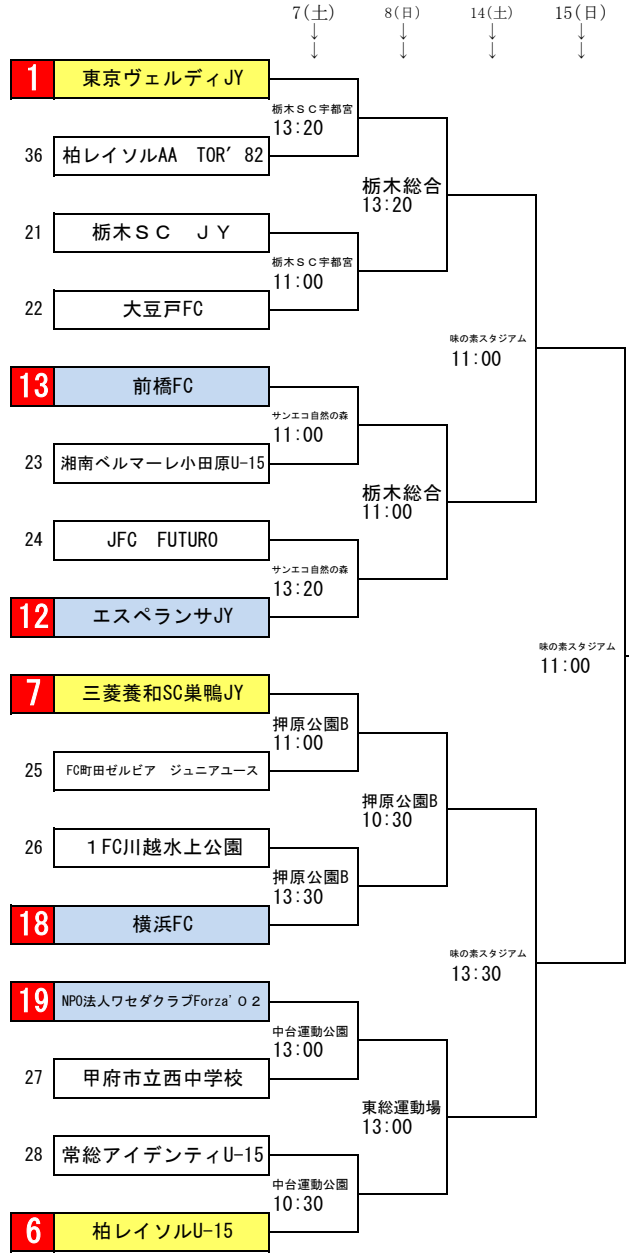 7(土) 8(日) 14(土) 15(日)
↓ ↓ ↓ ↓
↓ ↓ ↓ ↓
1 東京ヴェルディJY
栃木SC宇都宮
13:20
36 柏レイソルAA TOR′82
栃木総合
13:20
21 栃木SC JY
栃木SC宇都宮
11:00
22 大豆戸FC
味の素スタジアム
11:00
13 前橋FC
サンエコ自然の森
11:00
23 湘南ベルマーレ小田原U-15
栃木総合
11:00
24 JFC FUTURO
サンエコ自然の森
13:20
12 エスペランサJY
味の素スタジアム
11:00
7 三菱養和SC巣鴨JY
押原公園B
11:00
25 FC町田ゼルビア ジュニアユース
押原公園B
10:30
26 1FC川越水上公園
押原公園B
13:30
18 横浜FC
味の素スタジアム
13:30
19 NPO法人ワセダクラブForza'02
中台運動公園
13:00
27 甲府市立西中学校
東総運動場
13:00
28 常総アイデンティU-15
中台運動公園
10:30
6 柏レイソルU-15